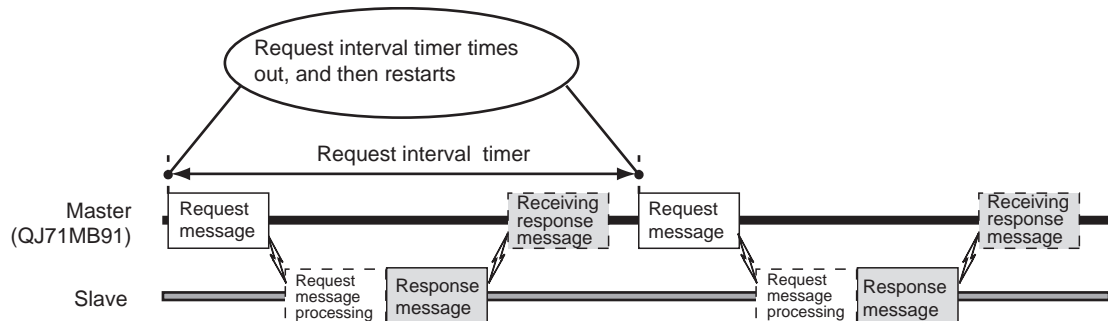 Request interval timer times
out, and then restarts
Request interval timer
Master
(QJ71MB91)
Request
message
Receiving
response
message
Request
message
Receiving
response
message
Slave
Request
message
processing
Response
message
Request
message
processing
Response
message